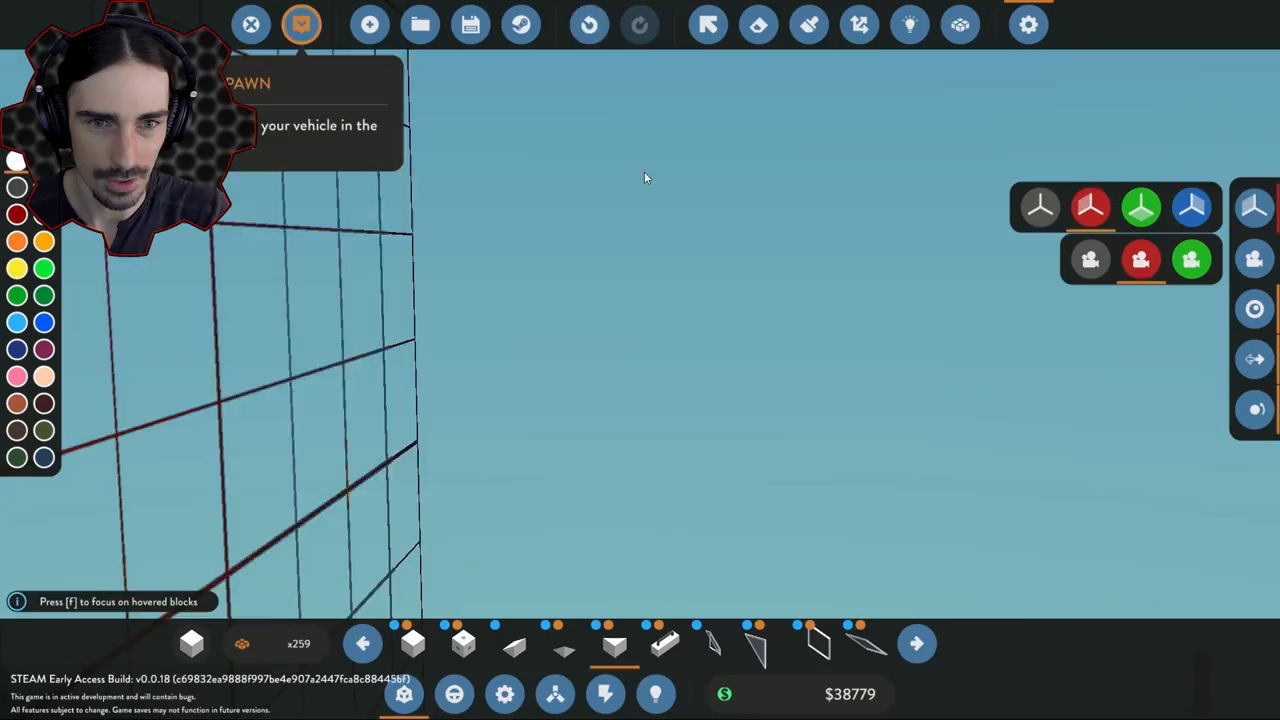 PAWN
your vehicle in the
Press [f] to focus on hovered blocks
x259
STEAM Early Access Build: v0.0.18 (c69832ea9888f997be4e907a2447fca8c88445bf)
This game is in active development and will contain bugs.
All features subject to change. Game saves may not function in future versions.
$38779